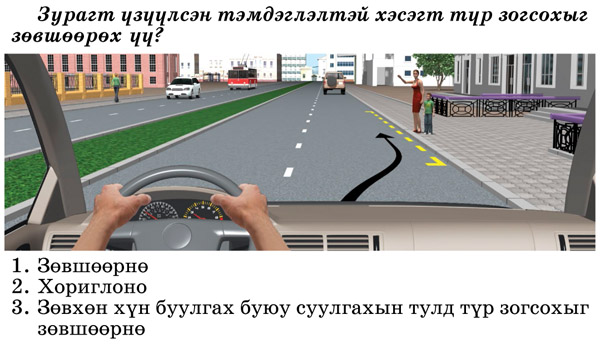 Зурагт үзүүлсэн тэмдэглэлтэй хэсэгт түр зогсохыг
зөвшөөрөх үү?
1. Зөвшөөрнө
2. Хориглоно
3. Зөвхөн хүн буулгах буюу суулгахын тулд түр зогсохыг
зөвшөөрнө